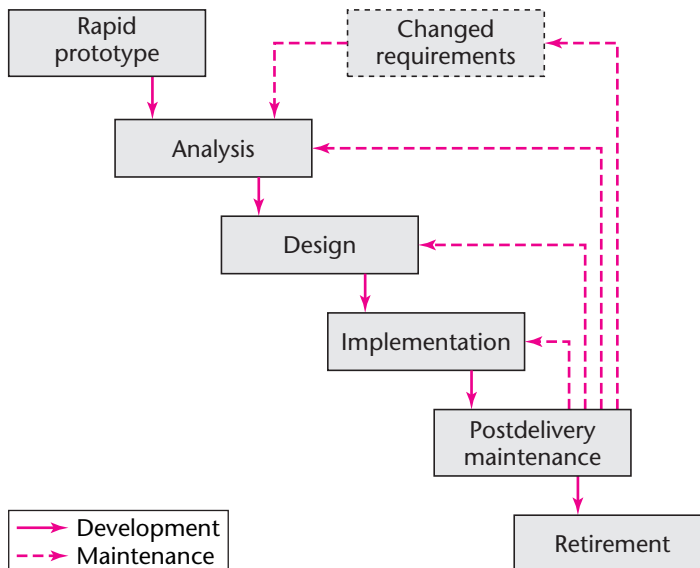 Rapid
prototype
Changed
requirements
Analysis
Design
Implementation
Postdelivery
maintenance
Retirement
Development
Maintenance